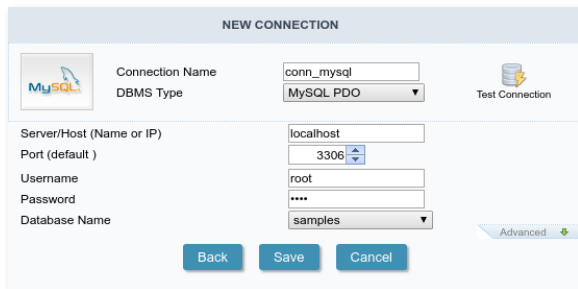 NEW CONNECTION
MySQL
Connection Name conn_mysql
DBMS Type MySQL PDO
Test Connection
Server/Host (Name or IP) localhost
Port (default ) 3306
Username root
Password ••••
Database Name samples
Advanced
Back Save Cancel